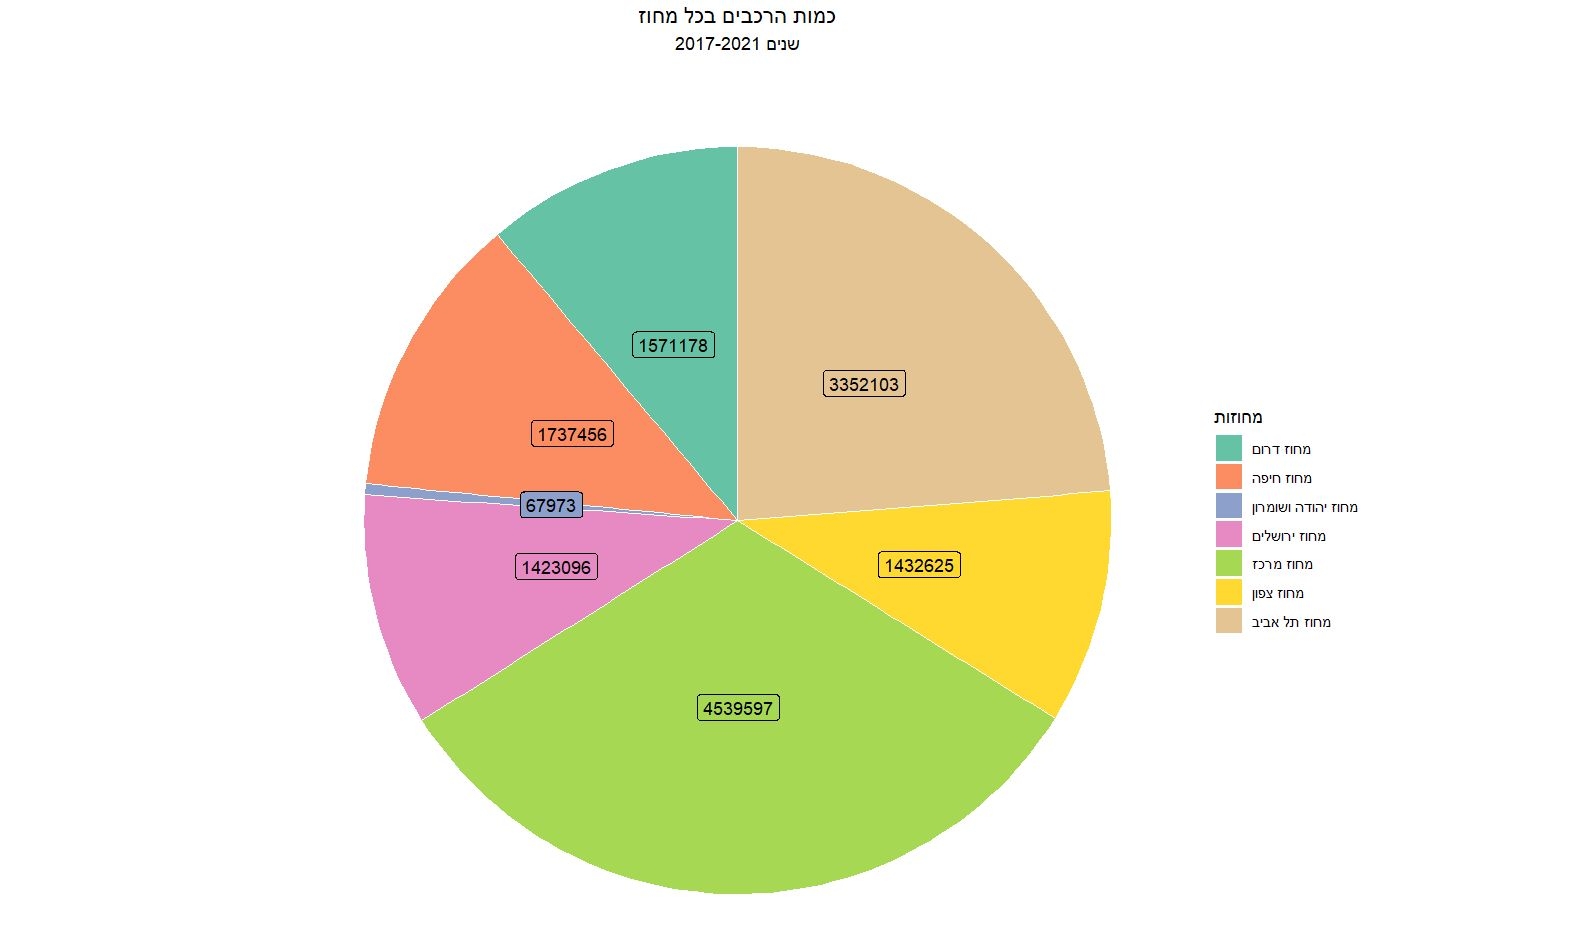 כמות הרכבים בכל מחוז
שנים 2017-2021
1571178
3352103
1737456
67973
1423096
1432625
4539597
מחוזות
מחוז דרום
מחוז חיפה
מחוז יהודה ושומרון
מחוז ירושלים
מחוז מרכז
מחוז צפון
מחוז תל אביב